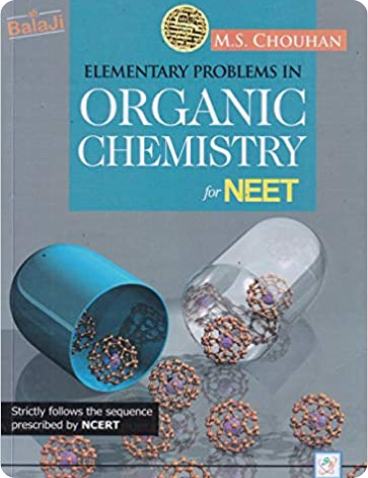 BalaJi
M.S. CHOUHAN
ELEMENTARY PROBLEMS IN
ORGANIC
CHEMISTRY
for NEET
Strictly follows the sequence
prescribed by NCERT